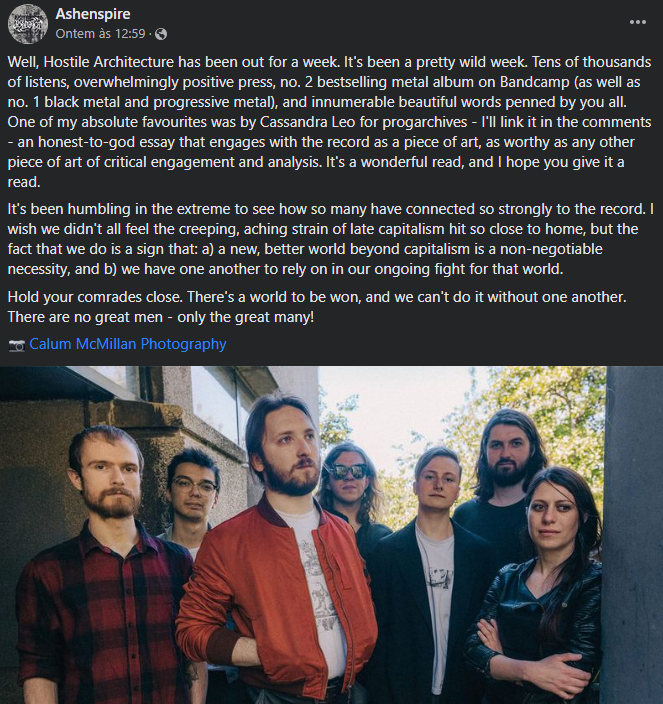 Ashenspire
Ontem às 12:59 ·
Well, Hostile Architecture has been out for a week. It's been a pretty wild week. Tens of thousands
of listens, overwhelmingly positive press, no. 2 bestselling metal album on Bandcamp (as well as
no. 1 black metal and progressive metal), and innumerable beautiful words penned by you all.
One of my absolute favourites was by Cassandra Leo for progarchives - I'll link it in the comments
- an honest-to-god essay that engages with the record as a piece of art, as worthy as any other
piece of art of critical engagement and analysis. It's a wonderful read, and I hope you give it a
read.
It's been humbling in the extreme to see how so many have connected so strongly to the record. I
wish we didn't all feel the creeping, aching strain of late capitalism hit so close to home, but the
fact that we do is a sign that: a) a new, better world beyond capitalism is a non-negotiable
necessity, and b) we have one another to rely on in our ongoing fight for that world.
Hold your comrades close. There's a world to be won, and we can't do it without one another.
There are no great men - only the great many!
Calum McMillan Photography